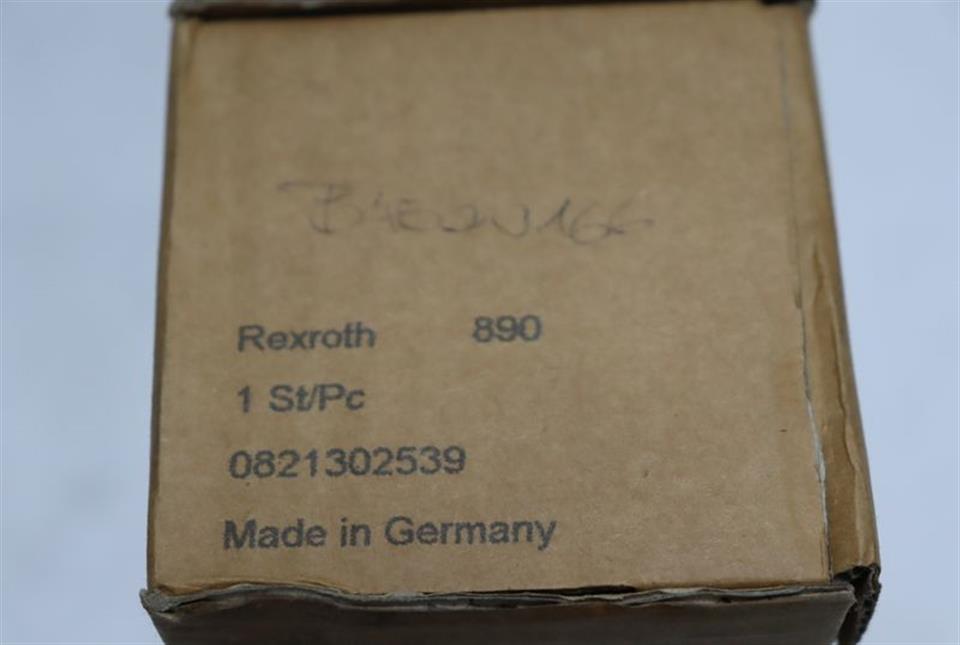 Rexroth 890
1 St/Pc
0821302539
Made in Germany